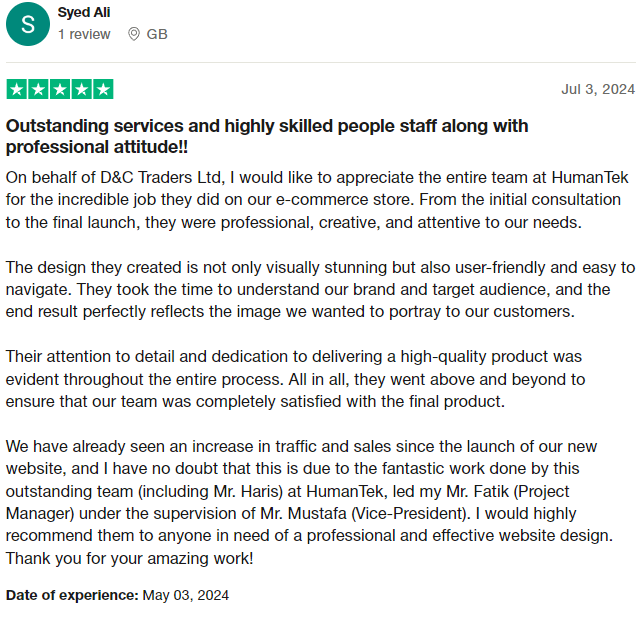 S
Syed Ali
1 review GB
Jul 3, 2024
Outstanding services and highly skilled people staff along with
professional attitude!!
On behalf of D&C Traders Ltd, I would like to appreciate the entire team at HumanTek
for the incredible job they did on our e-commerce store. From the initial consultation
to the final launch, they were professional, creative, and attentive to our needs.
The design they created is not only visually stunning but also user-friendly and easy to
navigate. They took the time to understand our brand and target audience, and the
end result perfectly reflects the image we wanted to portray to our customers.
Their attention to detail and dedication to delivering a high-quality product was
evident throughout the entire process. All in all, they went above and beyond to
ensure that our team was completely satisfied with the final product.
We have already seen an increase in traffic and sales since the launch of our new
website, and I have no doubt that this is due to the fantastic work done by this
outstanding team (including Mr. Haris) at HumanTek, led my Mr. Fatik (Project
Manager) under the supervision of Mr. Mustafa (Vice-President). I would highly
recommend them to anyone in need of a professional and effective website design.
Thank you for your amazing work!
Date of experience: May 03, 2024